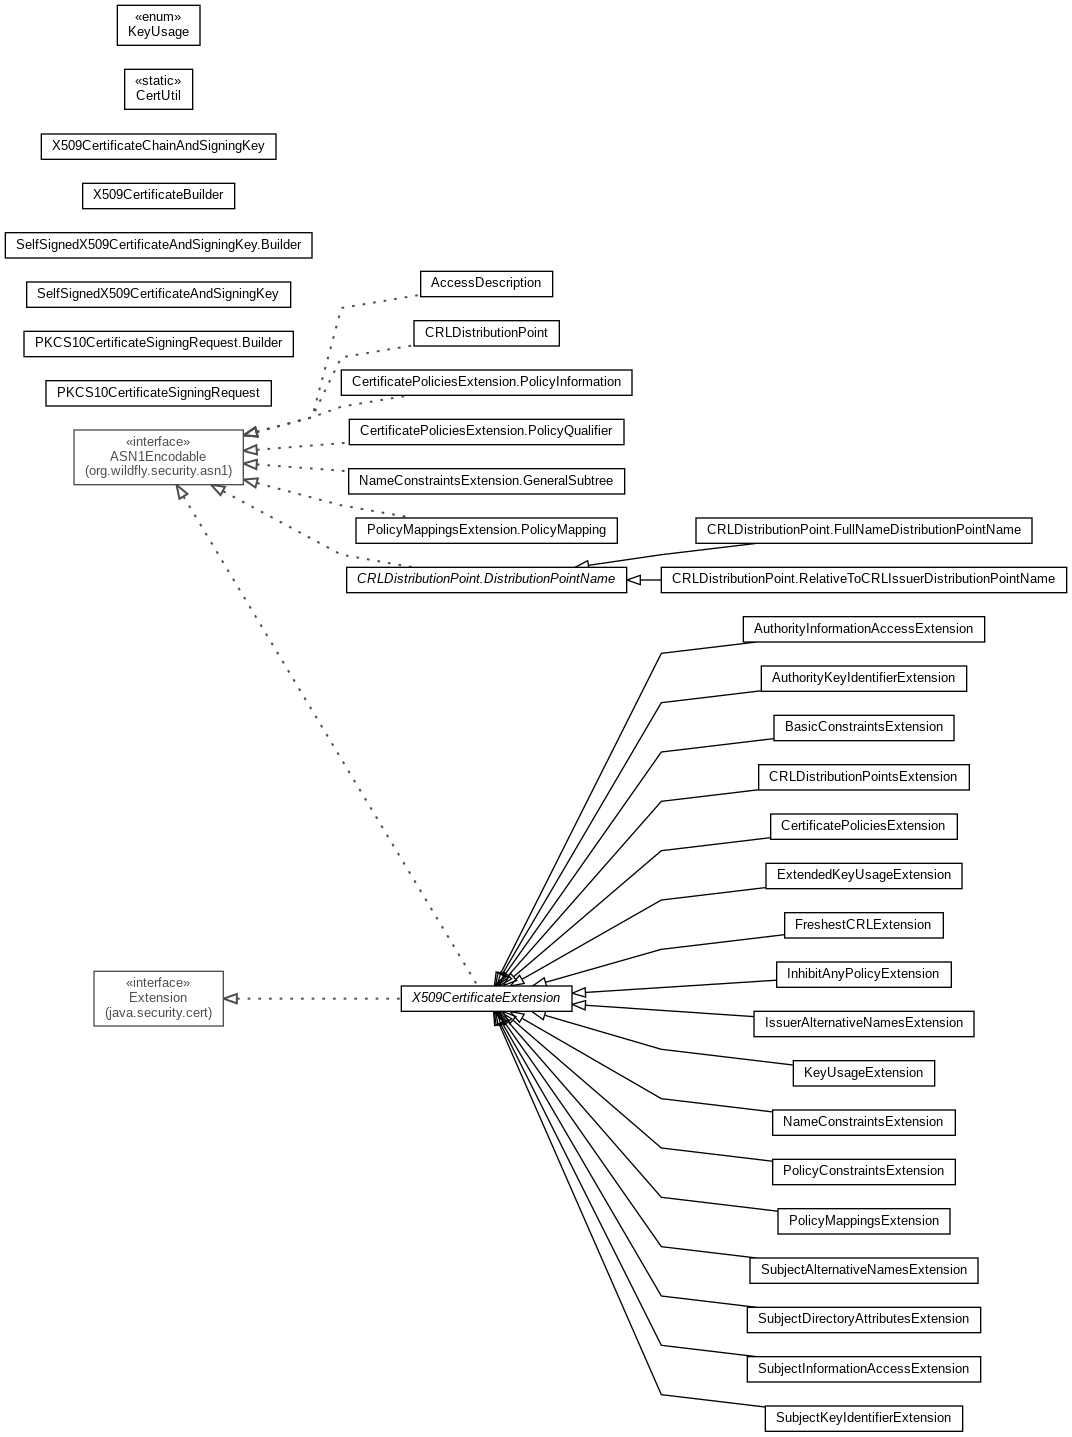 «enum»
KeyUsage
«static»
CertUtil
X509CertificateChainAndSigningKey
X509CertificateBuilder
SelfSignedX509CertificateAndSigningKey.Builder
SelfSignedX509CertificateAndSigningKey
PKCS10CertificateSigningRequest.Builder
PKCS10CertificateSigningRequest
«interface»
ASN1Encodable
(org.wildfly.security.asn1)
AccessDescription
CRLDistributionPoint
CertificatePoliciesExtension.PolicyInformation
CertificatePoliciesExtension.PolicyQualifier
NameConstraintsExtension.GeneralSubtree
PolicyMappingsExtension.PolicyMapping
CRLDistributionPoint.DistributionPointName
CRLDistributionPoint.FullNameDistributionPointName
CRLDistributionPoint.RelativeToCRLIssuerDistributionPointName
«interface»
Extension
(java.security.cert)
X509CertificateExtension
AuthorityInformationAccessExtension
AuthorityKeyIdentifierExtension
BasicConstraintsExtension
CRLDistributionPointsExtension
CertificatePoliciesExtension
ExtendedKeyUsageExtension
FreshestCRLExtension
InhibitAnyPolicyExtension
IssuerAlternativeNamesExtension
KeyUsageExtension
NameConstraintsExtension
PolicyConstraintsExtension
PolicyMappingsExtension
SubjectAlternativeNamesExtension
SubjectDirectoryAttributesExtension
SubjectInformationAccessExtension
SubjectKeyIdentifierExtension